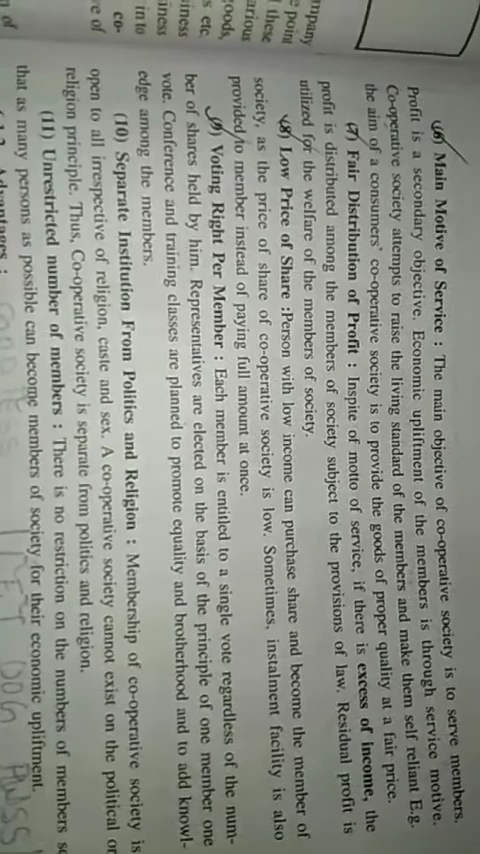 (6) Main Motive of Service : The main objective of co-operative society is to serve members.
Profit is a secondary objective. Economic upliftment of the members is through service motive.
Co-operative society attempts to raise the living standard of the members and make them self reliant E.g.
the aim of a consumers' co-operative society is to provide the goods of proper quality at a fair price.
(7) Fair Distribution of Profit : Inspite of motto of service, if there is excess of income, the
profit is distributed among the members of society subject to the provisions of law. Residual profit is
utilized for the welfare of the members of society.
(8) Low Price of Share :Person with low income can purchase share and become the member of
society, as the price of share of co-operative society is low. Sometimes, instalment facility is also
provided to member instead of paying full amount at once.
(9) Voting Right Per Member : Each member is entitled to a single vote regardless of the num-
ber of shares held by him. Representatives are elected on the basis of the principle of one member one
vote. Conference and training classes are planned to promote equality and brotherhood and to add knowl-
edge among the members.
(10) Separate Institution From Politics and Religion : Membership of co-operative society is
open to all irrespective of religion, caste and sex. A co-operative society cannot exist on the political or
religion principle. Thus, Co-operative society is separate from politics and religion.
(11) Unrestricted number of members : There is no restriction on the numbers of members so
that as many persons as possible can become members of society for their economic upliftment.
Advantages :
mpany
point
these
arious
goods,
s etc.
siness
iness
into
co-
re of
of